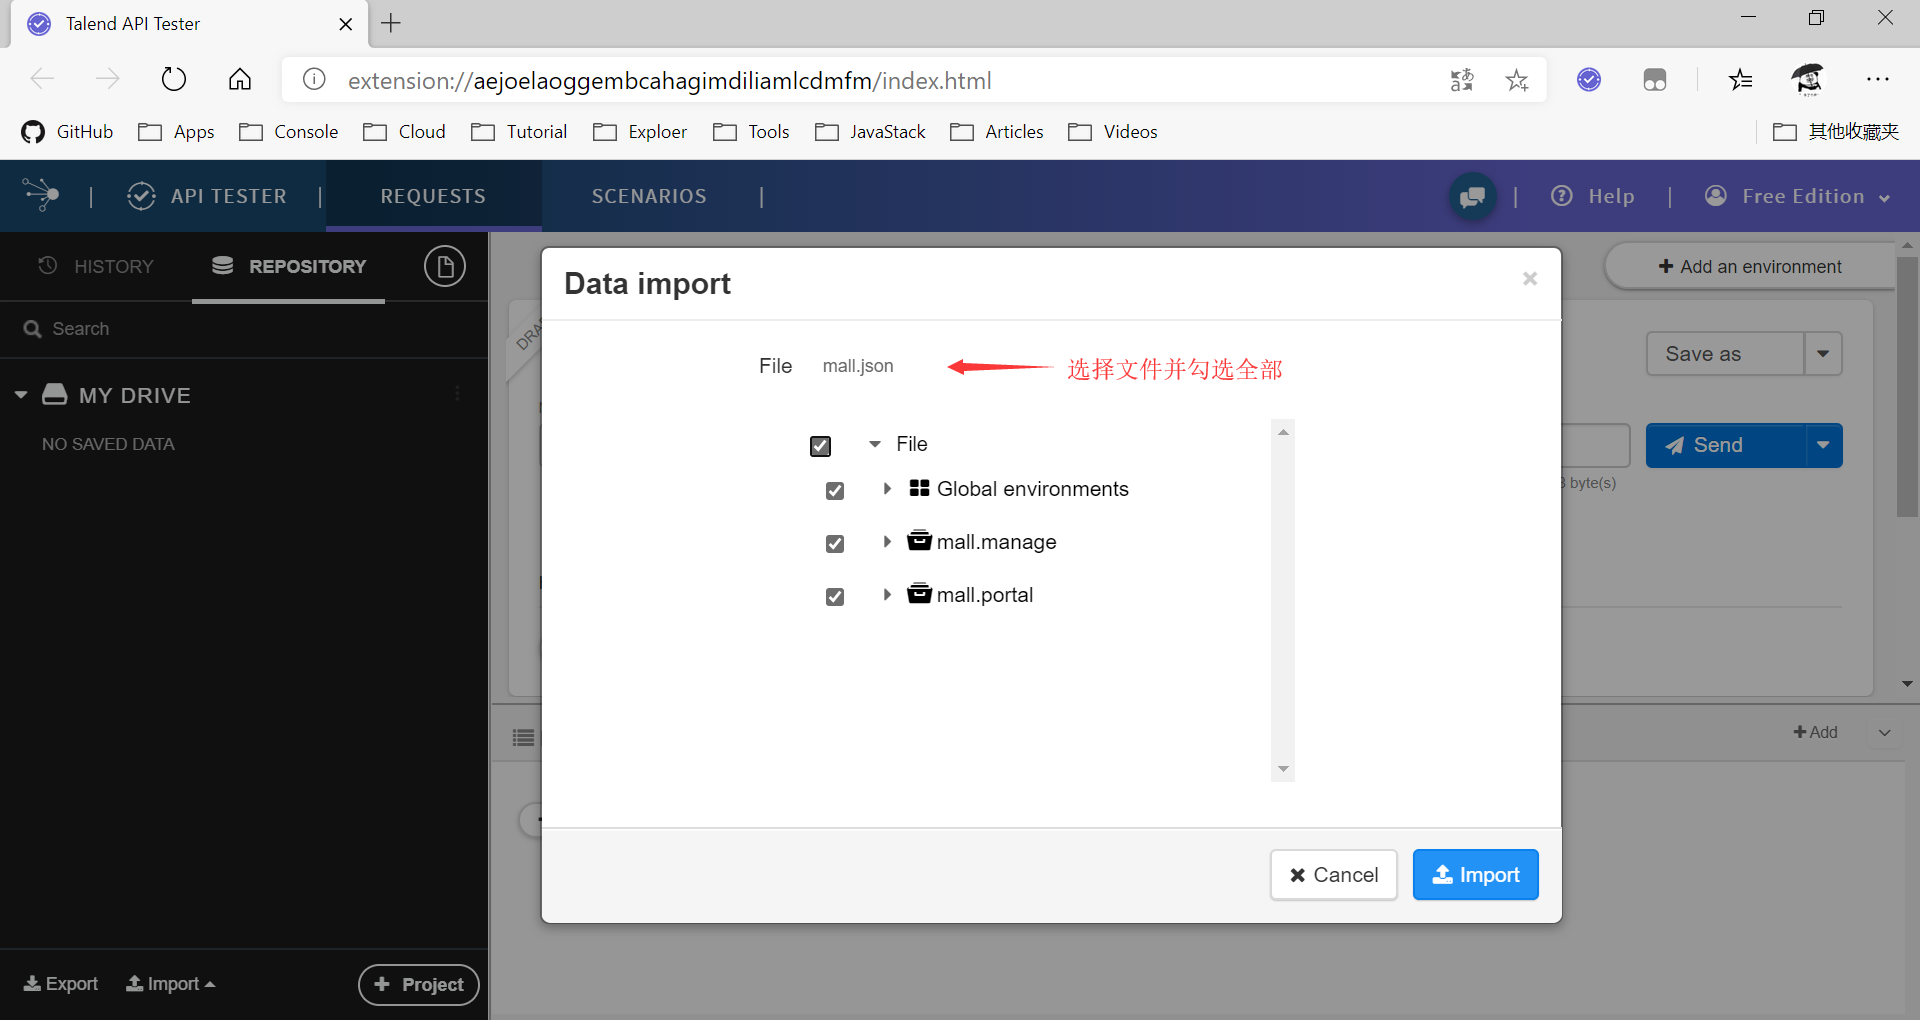 Talend API Tester
extension://aejoelaoggembcahagimdiliamlcdmfm/index.html
GitHub Apps Console Cloud Tutorial Exploer Tools JavaStack Articles Videos 其他收藏夹
API TESTER REQUESTS SCENARIOS Help Free Edition
HISTORY REPOSITORY
Search
MY DRIVE
NO SAVED DATA
Export Import + Project
Data import
File mall.json 选择文件并勾选全部
File
Global environments
mall.manage
mall.portal
Cancel Import
+ Add an environment
Save as
Send
byte(s)
+ Add